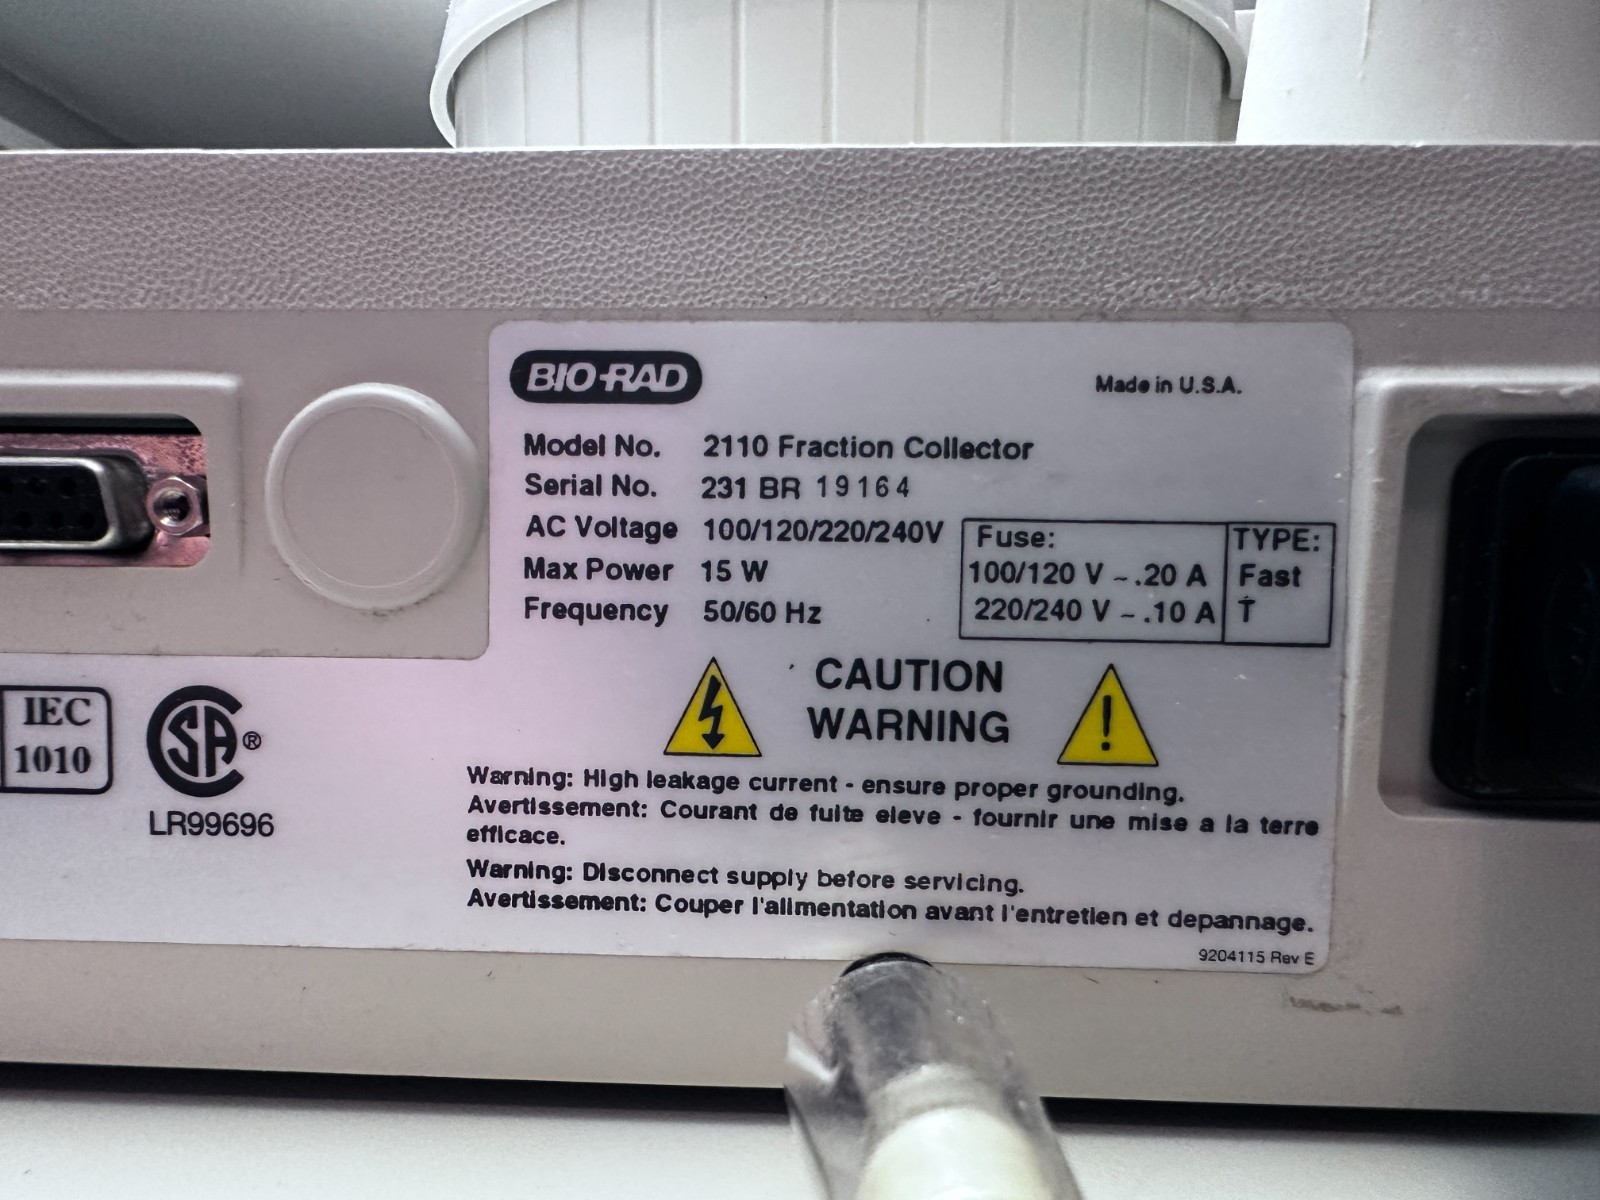 BIO-RAD
Made in U.S.A.
Model No. 2110 Fraction Collector
Serial No. 231 BR 19164
AC Voltage 100/120/220/240V
Max Power 15 W
Frequency 50/60 Hz
Fuse: TYPE:
100/120 V ~ .20 A Fast
220/240 V ~ .10 A T
CAUTION
WARNING
IEC
1010
SA®
LR99696
Warning: High leakage current - ensure proper grounding.
Avertissement: Courant de fuite eleve - fournir une mise a la terre
efficace.
Warning: Disconnect supply before servicing.
Avertissement: Couper l'alimentation avant l'entretien et depannage.
9204115 Rev E